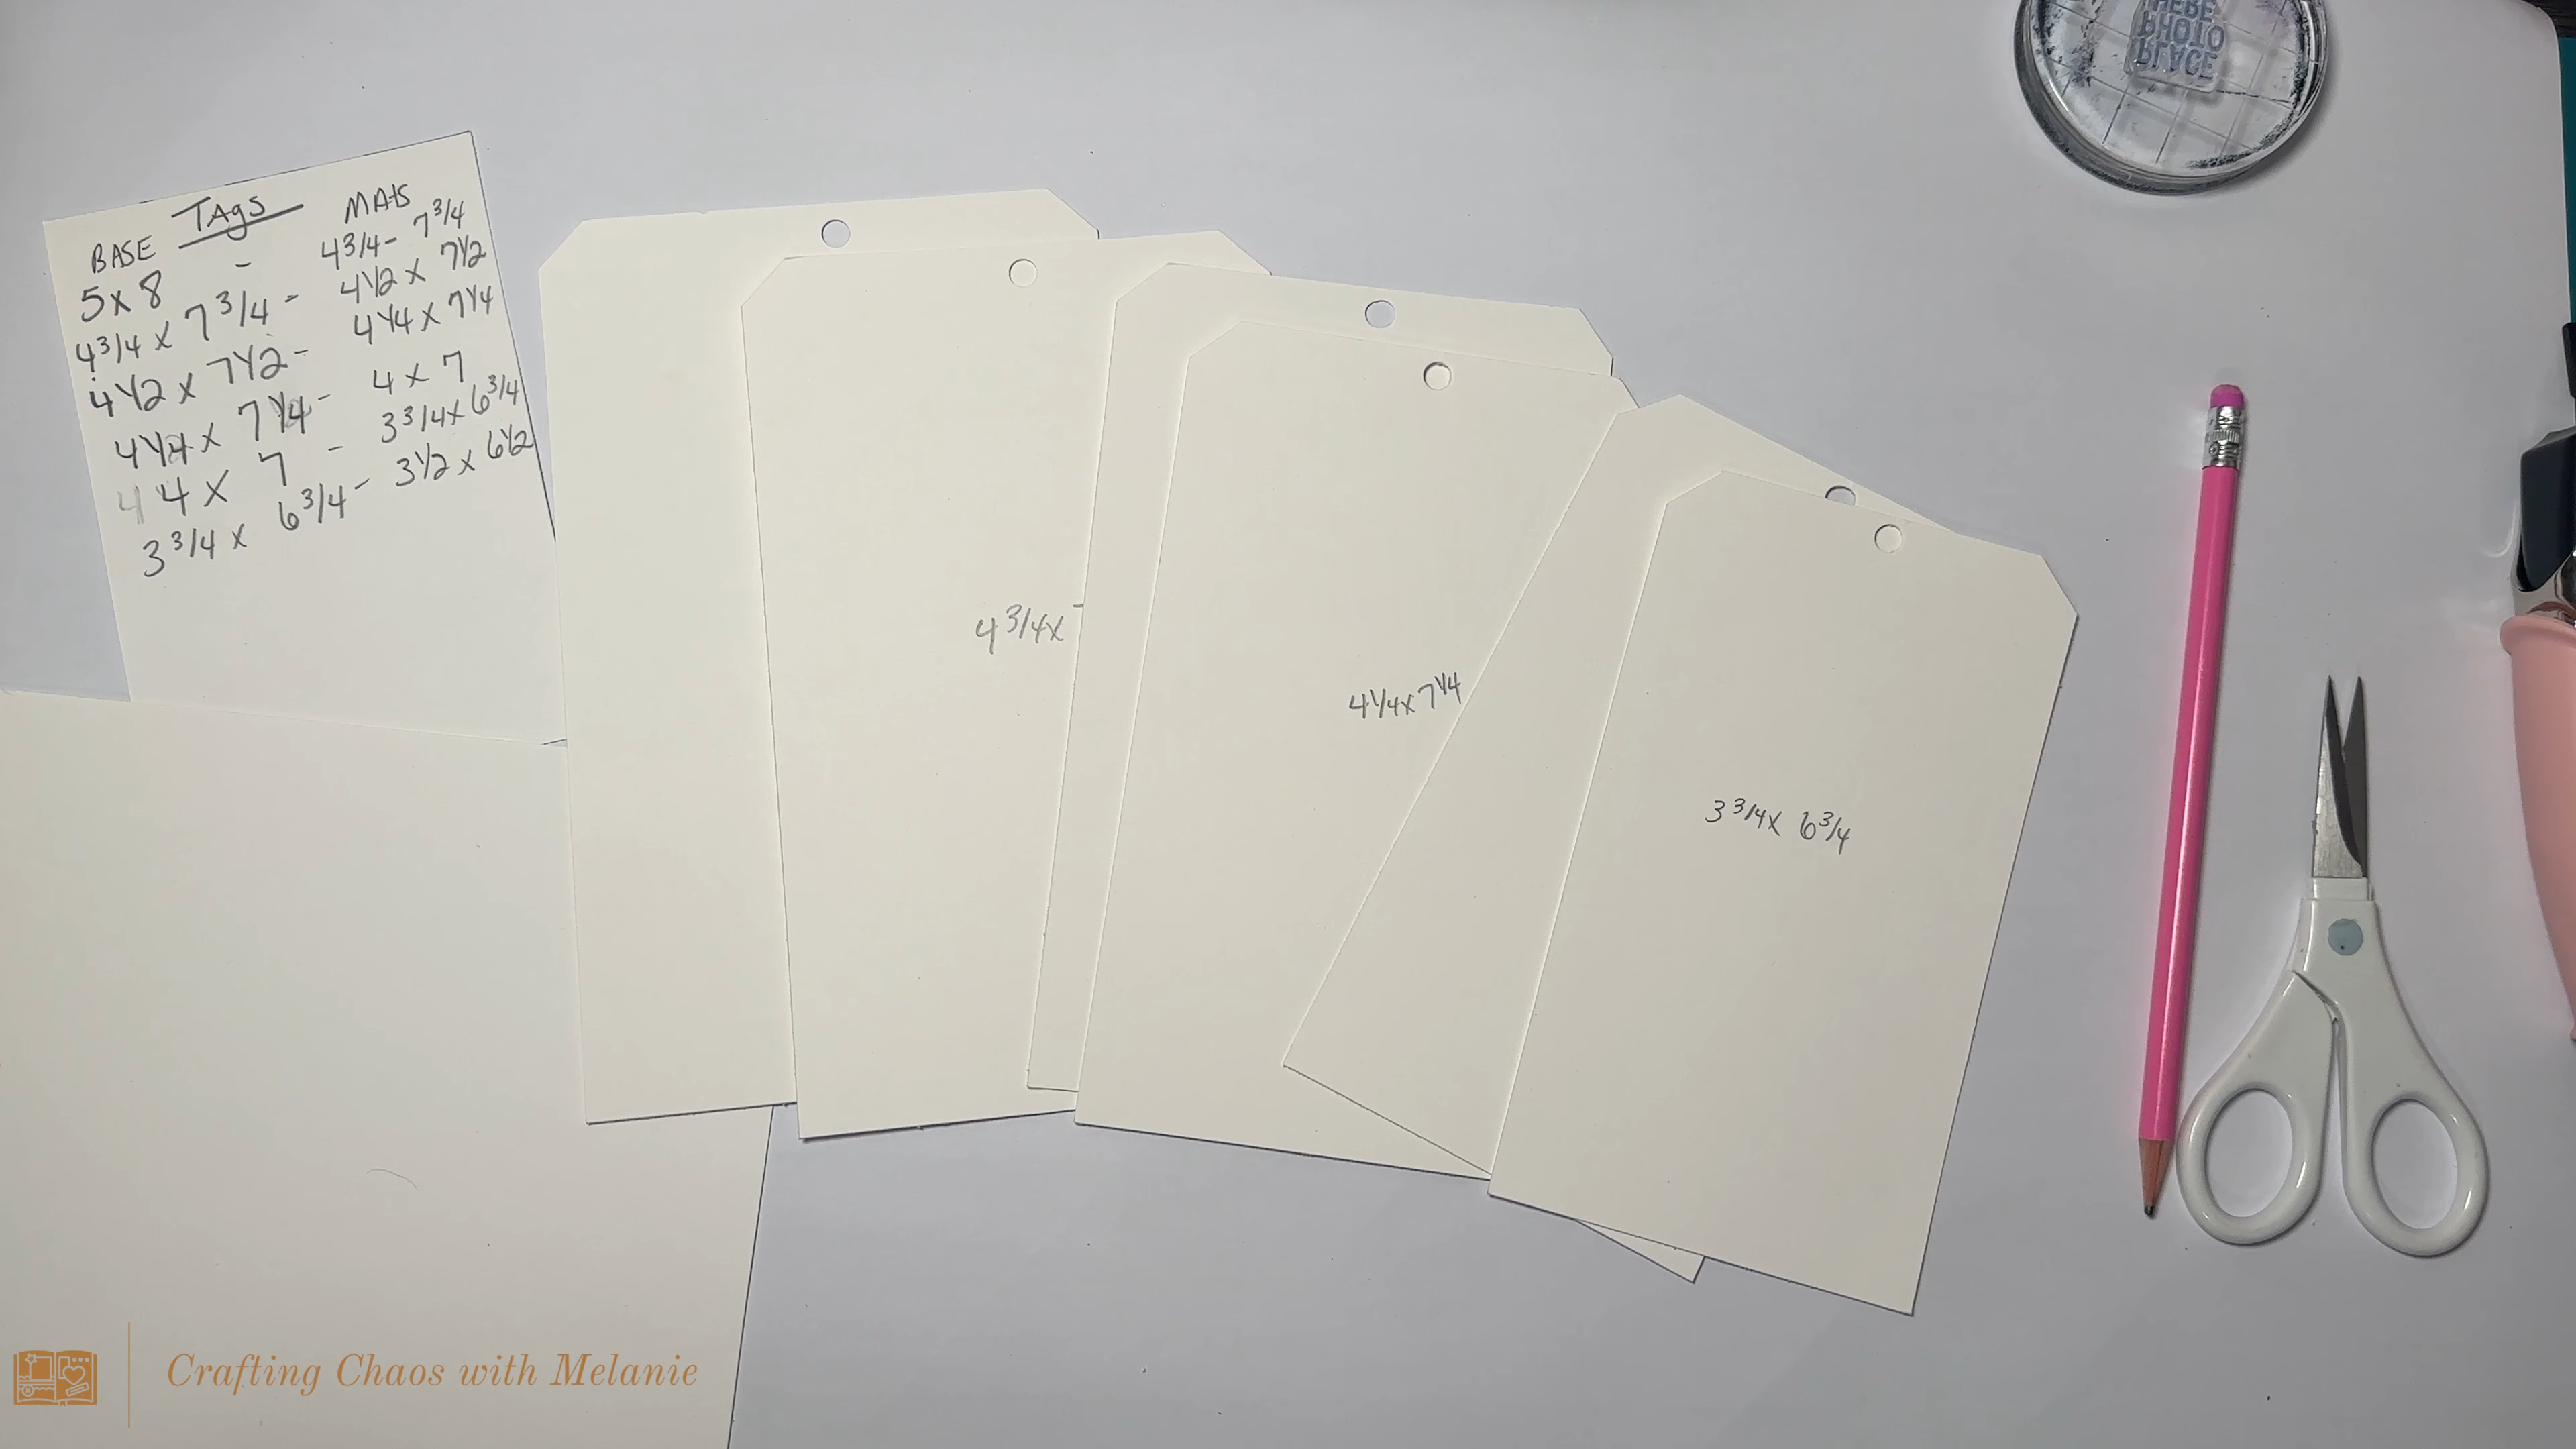 TAgS
BASE MAtS
5 x 8 - 4 3/4 - 7 3/4
4 3/4 x 7 3/4 - 4 1/2 x 7 1/2
4 1/2 x 7 1/2 - 4 1/4 x 7 1/4
4 1/4 x 7 1/4 - 4 x 7
4 4 x 7 - 3 3/4 x 6 3/4
3 3/4 x 6 3/4 - 3 1/2 x 6 1/2
4 3/4 x
4 1/4 x 7 1/4
3 3/4 x 6 3/4
PLACE
PHOTO
HERE
Crafting Chaos with Melanie